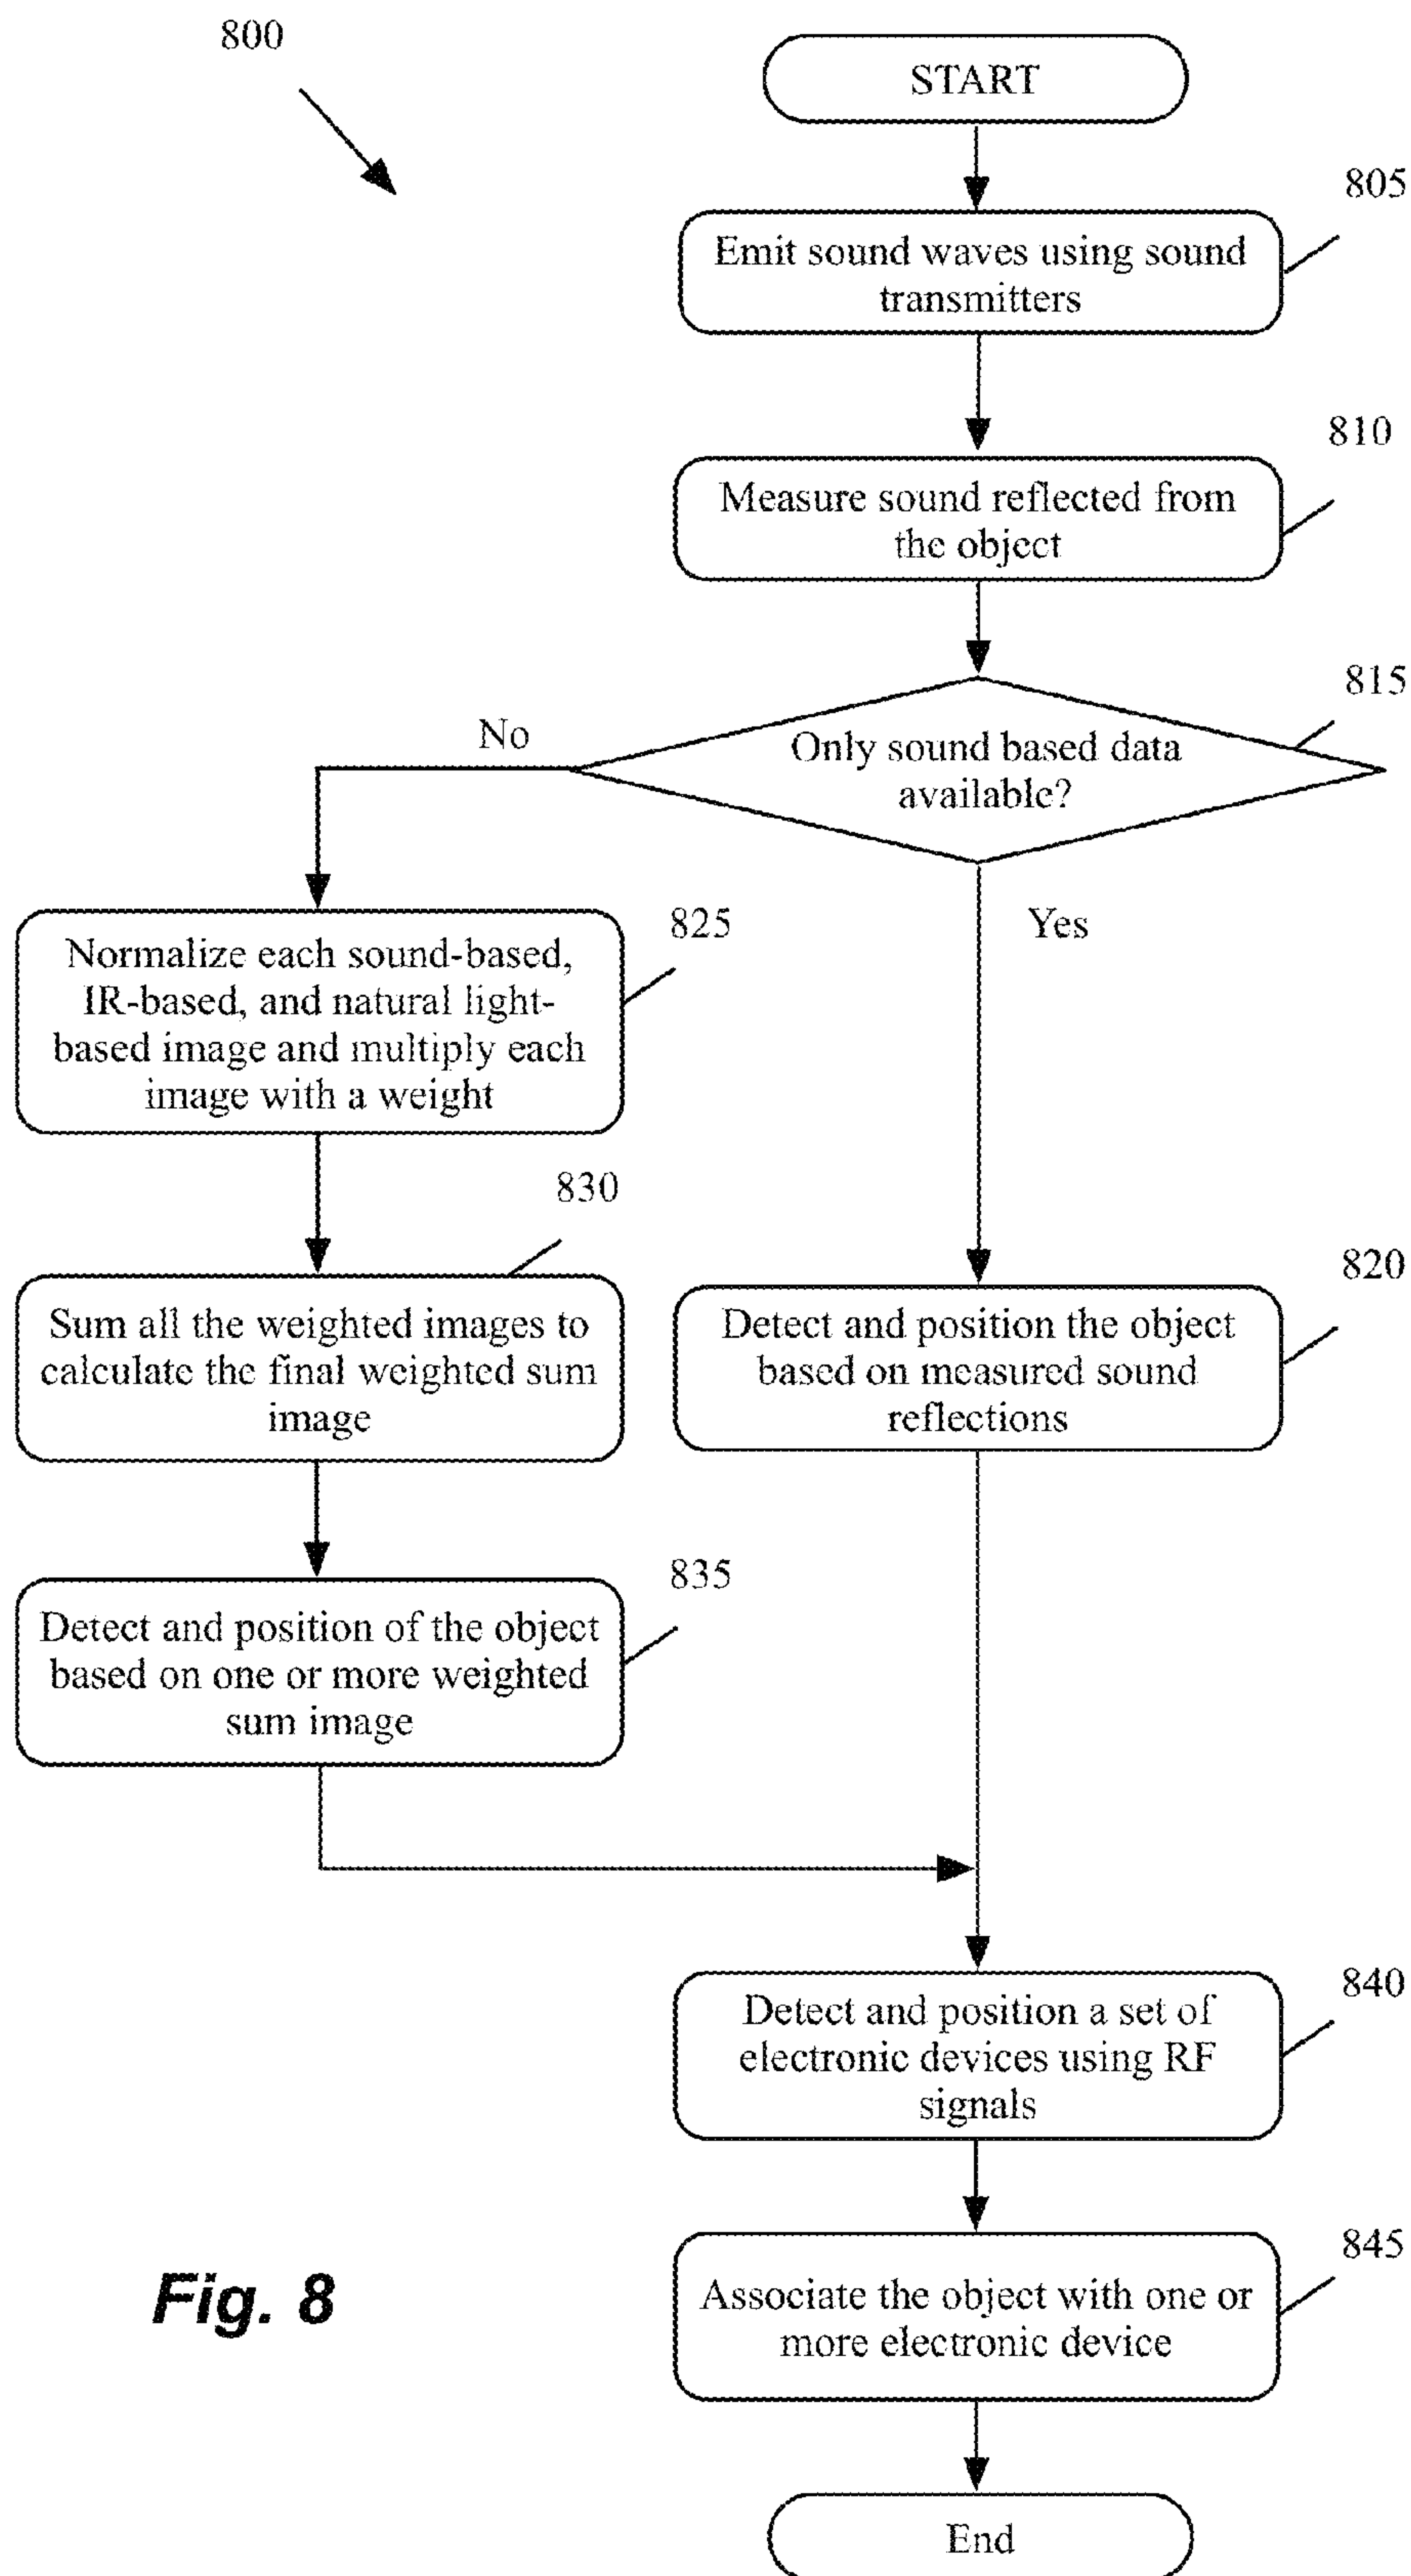 800
START
805
Emit sound waves using sound
transmitters
810
Measure sound reflected from
the object
815
Only sound based data
available?
No
Yes
825
Normalize each sound-based,
IR-based, and natural light-
based image and multiply each
image with a weight
830
Sum all the weighted images to
calculate the final weighted sum
image
820
Detect and position the object
based on measured sound
reflections
835
Detect and position of the object
based on one or more weighted
sum image
840
Detect and position a set of
electronic devices using RF
signals
845
Associate the object with one or
more electronic device
Fig. 8
End